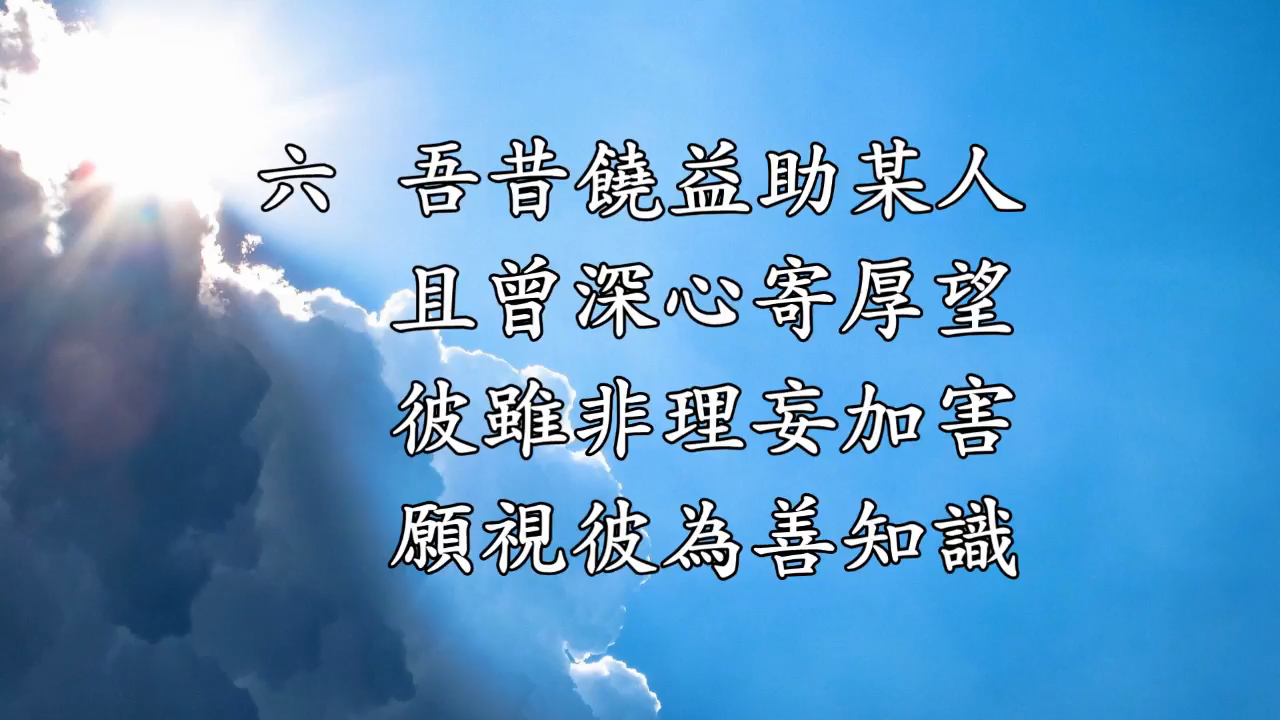 六 吾昔饒益助某人
且曾深心寄厚望
彼雖非理妄加害
願視彼為善知識